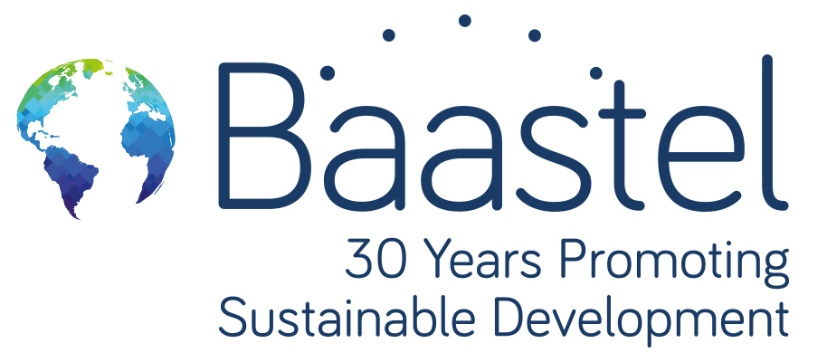 Baastel
30 Years Promoting
Sustainable Development